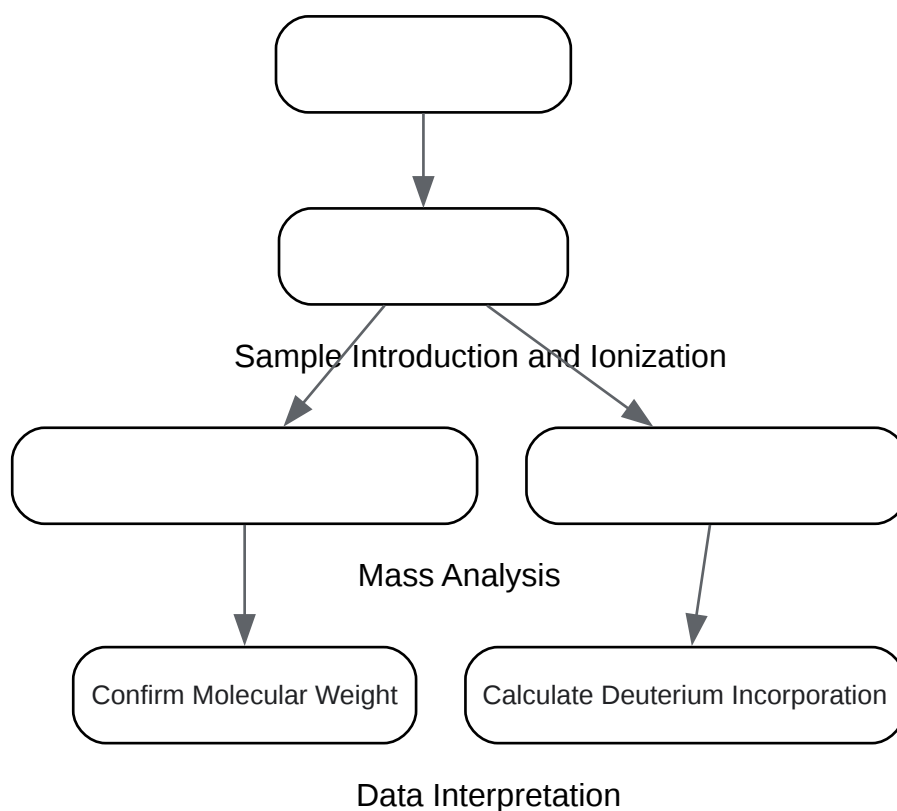 Sample Introduction and Ionization
Mass Analysis
Confirm Molecular Weight
Calculate Deuterium Incorporation
Data Interpretation